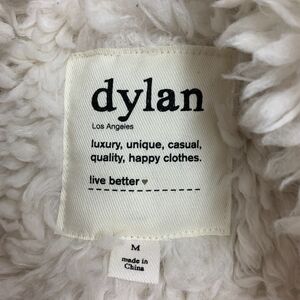 dylan
Los Angeles
luxury, unique, casual,
quality, happy clothes.
live better ♥
M
made in
China